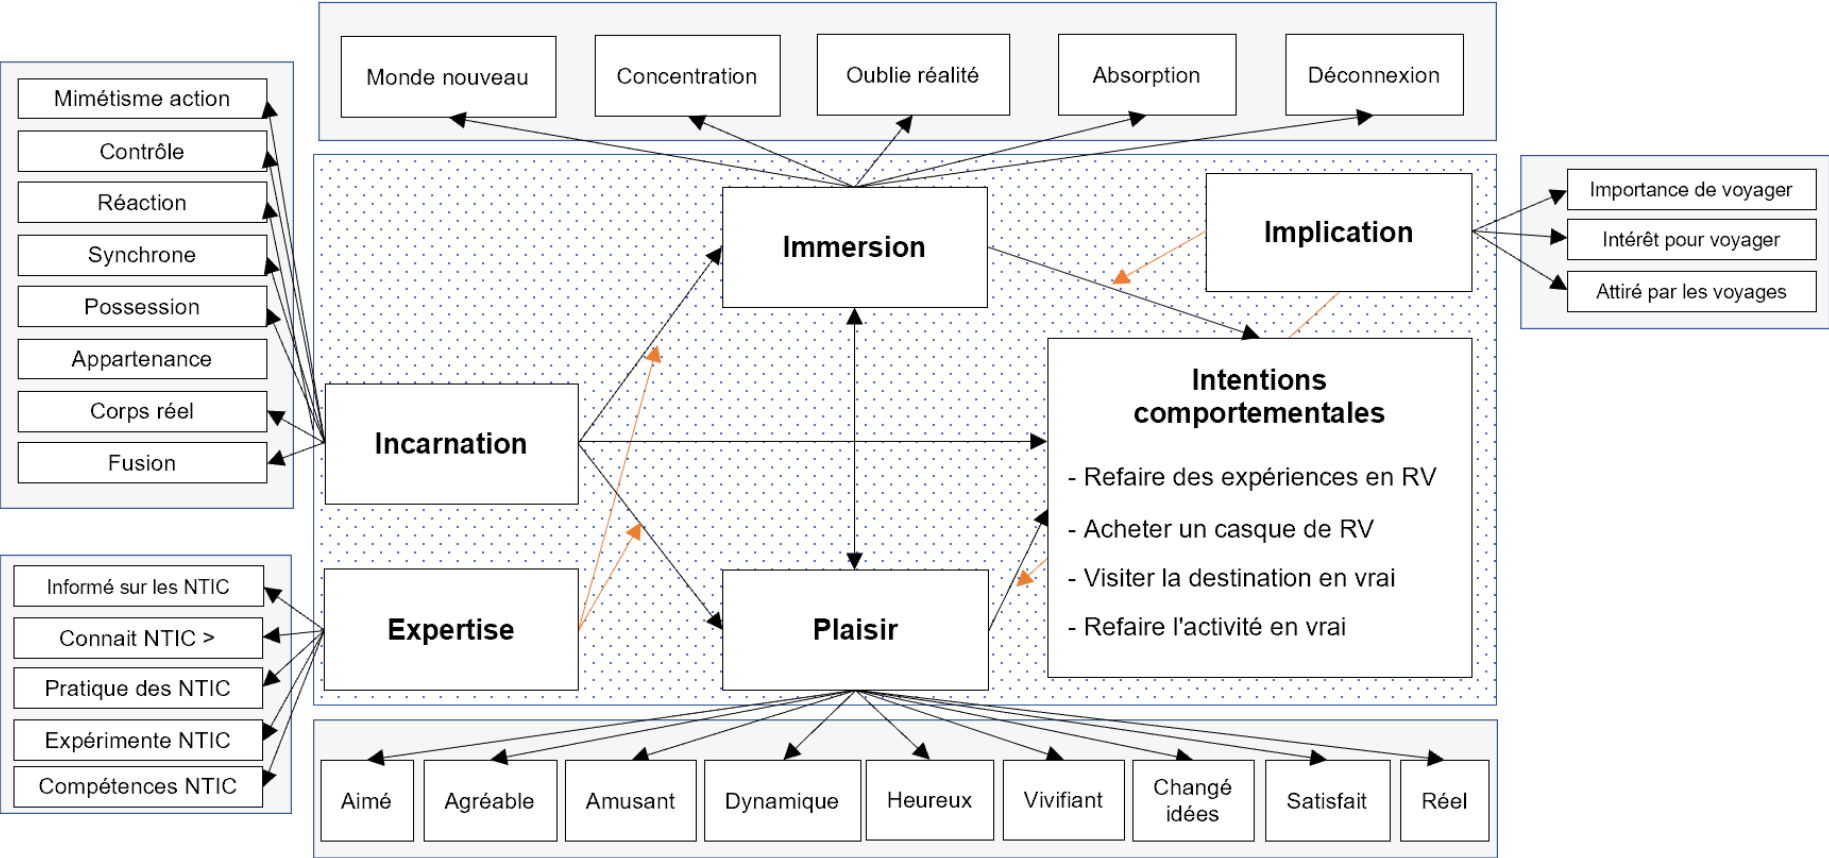 Monde nouveau
Concentration
Oublie réalité
Absorption
Déconnexion
Mimétisme action
Contrôle
Réaction
Synchrone
Possession
Appartenance
Corps réel
Fusion
Immersion
Implication
Importance de voyager
Intérêt pour voyager
Attiré par les voyages
Incarnation
Intentions
comportementales
- Refaire des expériences en RV
- Acheter un casque de RV
- Visiter la destination en vrai
- Refaire l'activité en vrai
Informé sur les NTIC
Connait NTIC >
Pratique des NTIC
Expérimente NTIC
Compétences NTIC
Expertise
Plaisir
Aimé
Agréable
Amusant
Dynamique
Heureux
Vivifiant
Changé
idées
Satisfait
Réel